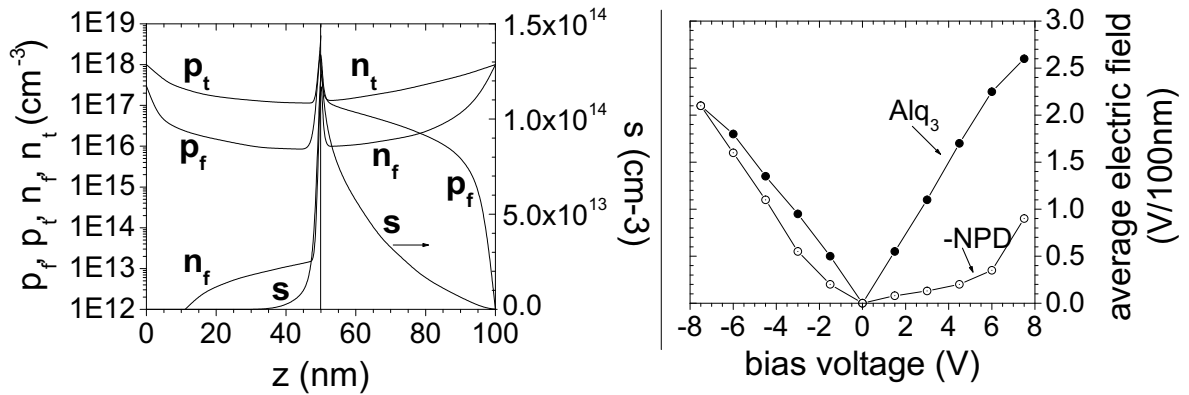 1E19
1E18
1E17
1E16
1E15
1E14
1E13
1E12
p_f, p_t, n_f, n_t (cm^-3)
0 20 40 60 80 100
z (nm)
1.5x10^14
1.0x10^14
5.0x10^13
0.0
s (cm-3)
p_t
n_t
p_f
n_f
p_f
s
n_f
s
3.0
2.5
2.0
1.5
1.0
0.5
0.0
average electric field
(V/100nm)
Alq_3
-NPD
-8 -6 -4 -2 0 2 4 6 8
bias voltage (V)